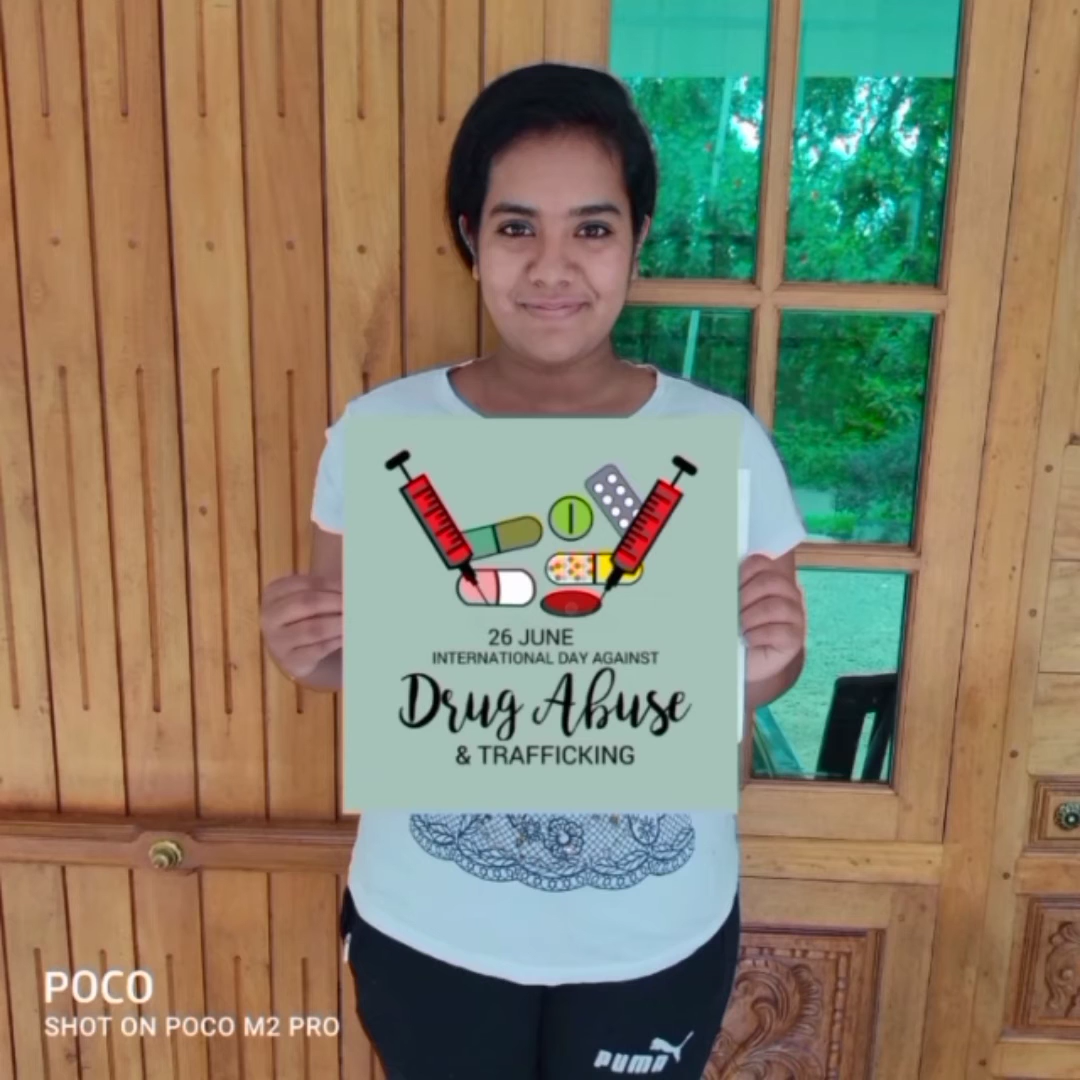 26 JUNE
INTERNATIONAL DAY AGAINST
Drug Abuse
& TRAFFICKING
POCO
SHOT ON POCO M2 PRO
PUMA